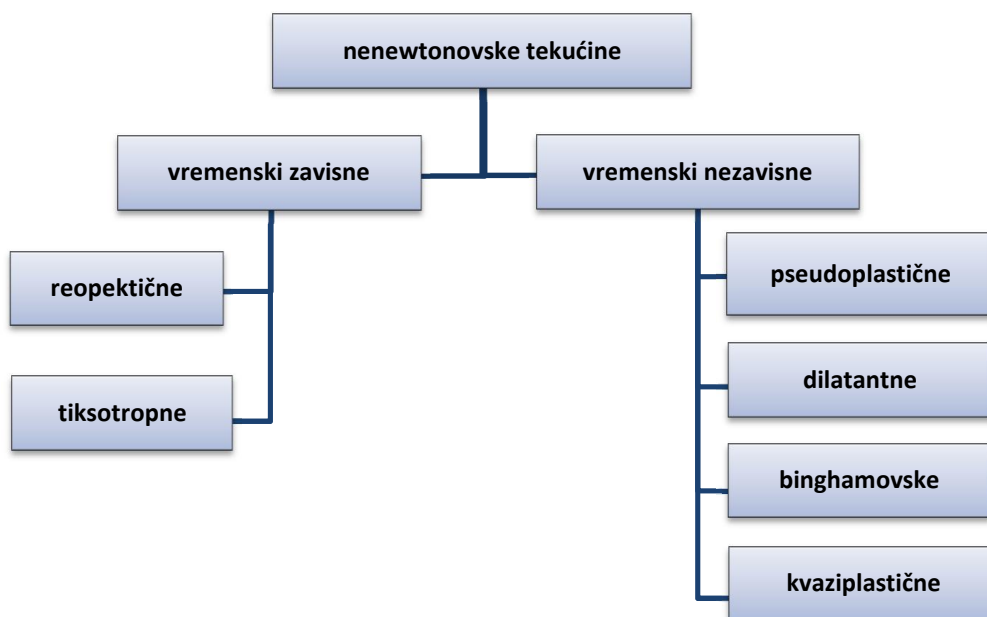 nenewtonovske tekućine
vremenski zavisne
vremenski nezavisne
reopektične
tiksotropne
pseudoplastične
dilatantne
binghamovske
kvaziplastične